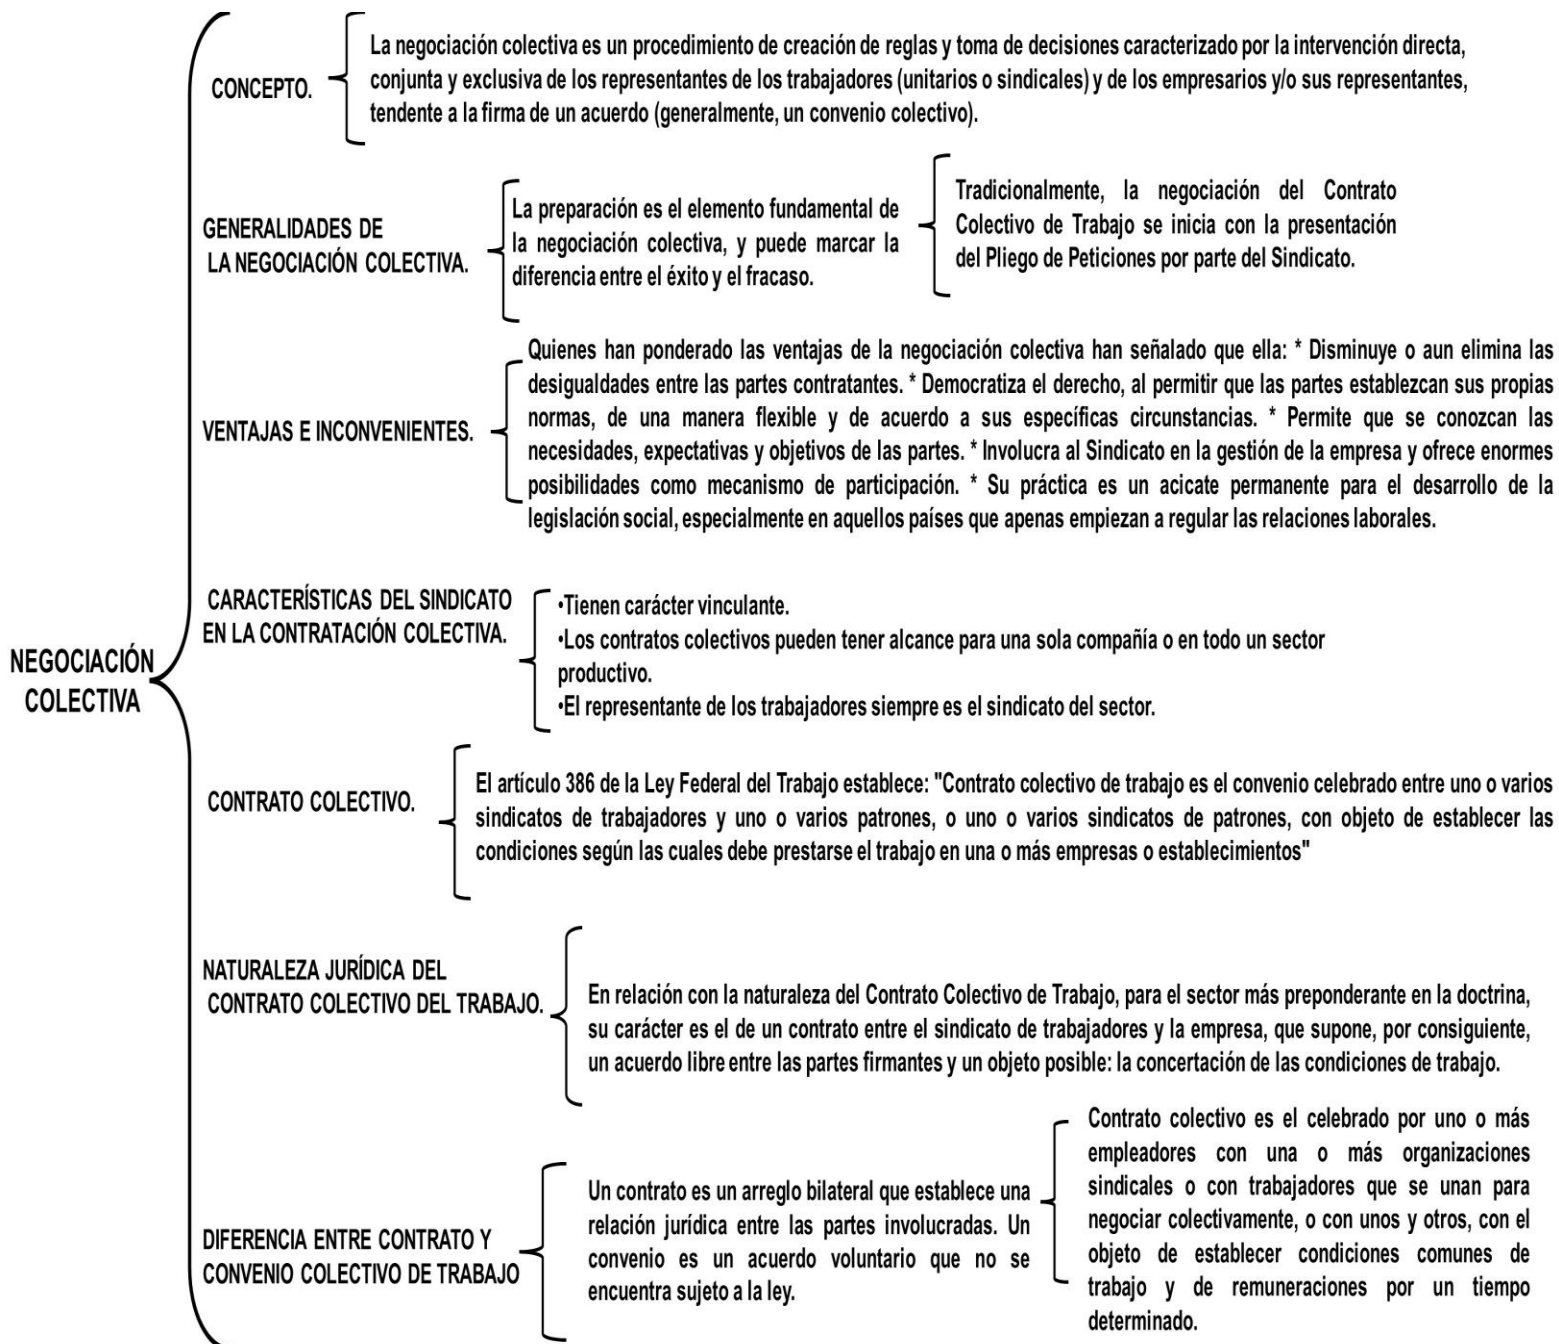 NEGOCIACIÓN
COLECTIVA
CONCEPTO.
La negociación colectiva es un procedimiento de creación de reglas y toma de decisiones caracterizado por la intervención directa,
conjunta y exclusiva de los representantes de los trabajadores (unitarios o sindicales) y de los empresarios y/o sus representantes,
tendente a la firma de un acuerdo (generalmente, un convenio colectivo).
GENERALIDADES DE
LA NEGOCIACIÓN COLECTIVA.
La preparación es el elemento fundamental de
la negociación colectiva, y puede marcar la
diferencia entre el éxito y el fracaso.
Tradicionalmente, la negociación del Contrato
Colectivo de Trabajo se inicia con la presentación
del Pliego de Peticiones por parte del Sindicato.
VENTAJAS E INCONVENIENTES.
Quienes han ponderado las ventajas de la negociación colectiva han señalado que ella: * Disminuye o aun elimina las
desigualdades entre las partes contratantes. * Democratiza el derecho, al permitir que las partes establezcan sus propias
normas, de una manera flexible y de acuerdo a sus específicas circunstancias. * Permite que se conozcan las
necesidades, expectativas y objetivos de las partes. * Involucra al Sindicato en la gestión de la empresa y ofrece enormes
posibilidades como mecanismo de participación. * Su práctica es un acicate permanente para el desarrollo de la
legislación social, especialmente en aquellos países que apenas empiezan a regular las relaciones laborales.
CARACTERÍSTICAS DEL SINDICATO
EN LA CONTRATACIÓN COLECTIVA.
•Tienen carácter vinculante.
•Los contratos colectivos pueden tener alcance para una sola compañía o en todo un sector
productivo.
•El representante de los trabajadores siempre es el sindicato del sector.
CONTRATO COLECTIVO.
El artículo 386 de la Ley Federal del Trabajo establece: "Contrato colectivo de trabajo es el convenio celebrado entre uno o varios
sindicatos de trabajadores y uno o varios patrones, o uno o varios sindicatos de patrones, con objeto de establecer las
condiciones según las cuales debe prestarse el trabajo en una o más empresas o establecimientos"
NATURALEZA JURÍDICA DEL
CONTRATO COLECTIVO DEL TRABAJO.
En relación con la naturaleza del Contrato Colectivo de Trabajo, para el sector más preponderante en la doctrina,
su carácter es el de un contrato entre el sindicato de trabajadores y la empresa, que supone, por consiguiente,
un acuerdo libre entre las partes firmantes y un objeto posible: la concertación de las condiciones de trabajo.
DIFERENCIA ENTRE CONTRATO Y
CONVENIO COLECTIVO DE TRABAJO
Un contrato es un arreglo bilateral que establece una
relación jurídica entre las partes involucradas. Un
convenio es un acuerdo voluntario que no se
encuentra sujeto a la ley.
Contrato colectivo es el celebrado por uno o más
empleadores con una o más organizaciones
sindicales o con trabajadores que se unan para
negociar colectivamente, o con unos y otros, con el
objeto de establecer condiciones comunes de
trabajo y de remuneraciones por un tiempo
determinado.